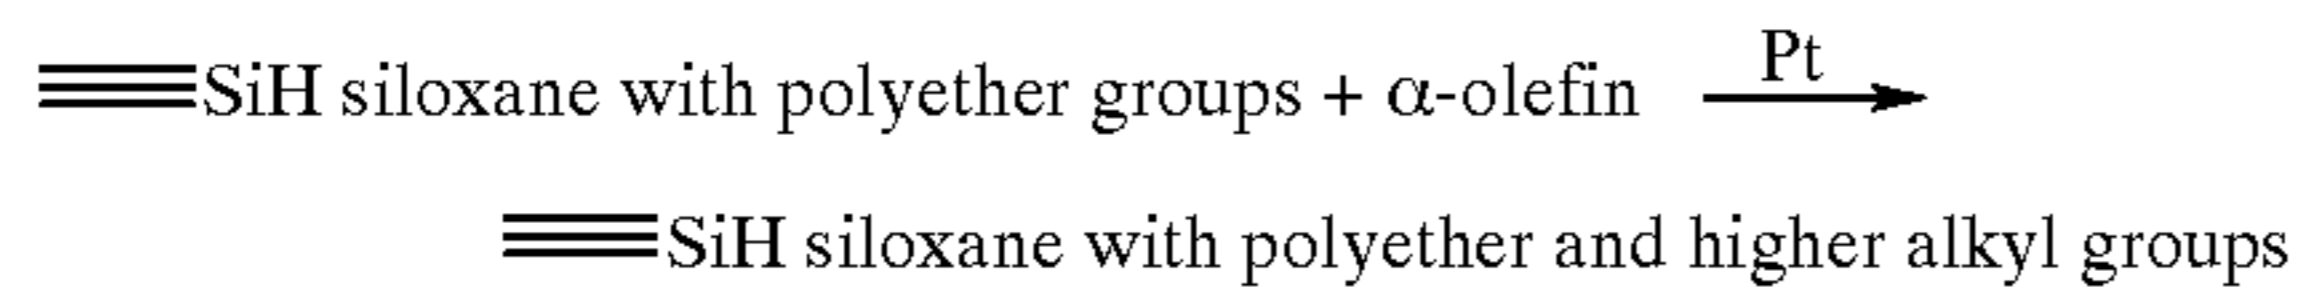 ≡SiH siloxane with polyether groups + α-olefin Pt
≡SiH siloxane with polyether and higher alkyl groups